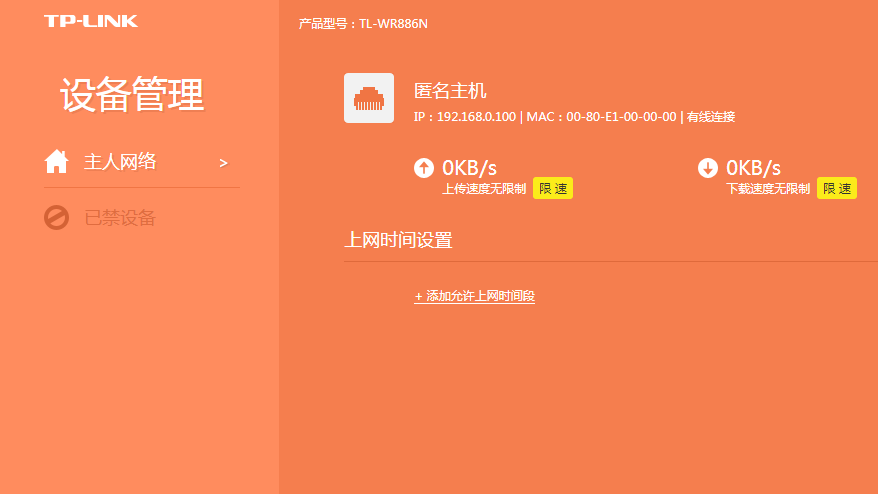 TP-LINK
产品型号：TL-WR886N
设备管理
主人网络 >
已禁设备
匿名主机
IP：192.168.0.100 | MAC：00-80-E1-00-00-00 | 有线连接
0KB/s
上传速度无限制 限 速
0KB/s
下载速度无限制 限 速
上网时间设置
+ 添加允许上网时间段